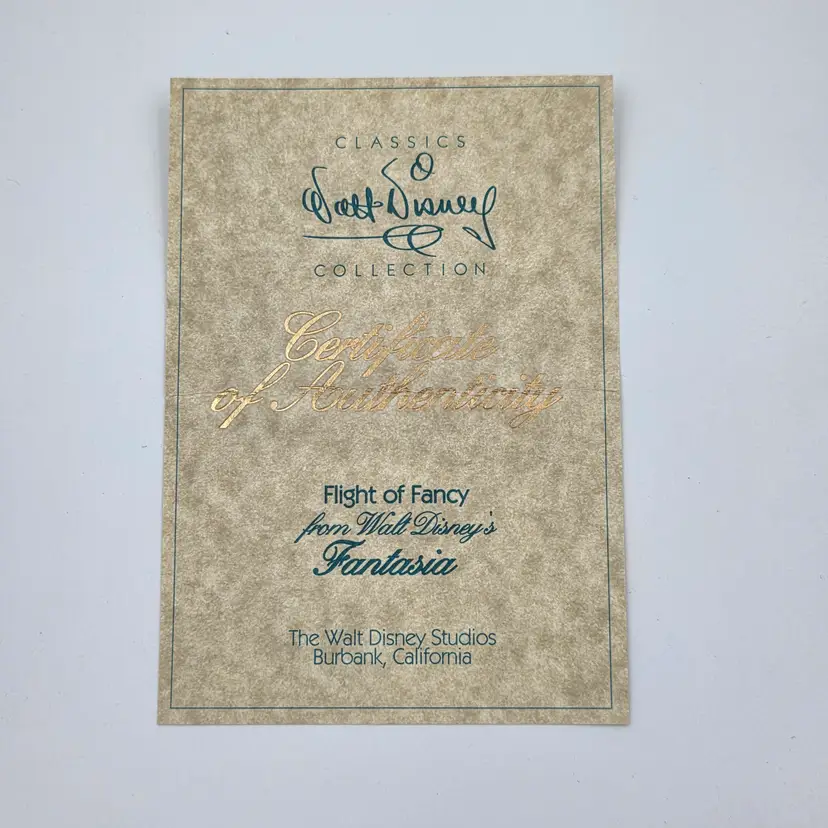 CLASSICS
Walt Disney
COLLECTION
Certificate
of Authenticity
Flight of Fancy
from Walt Disney's
Fantasia
The Walt Disney Studios
Burbank, California